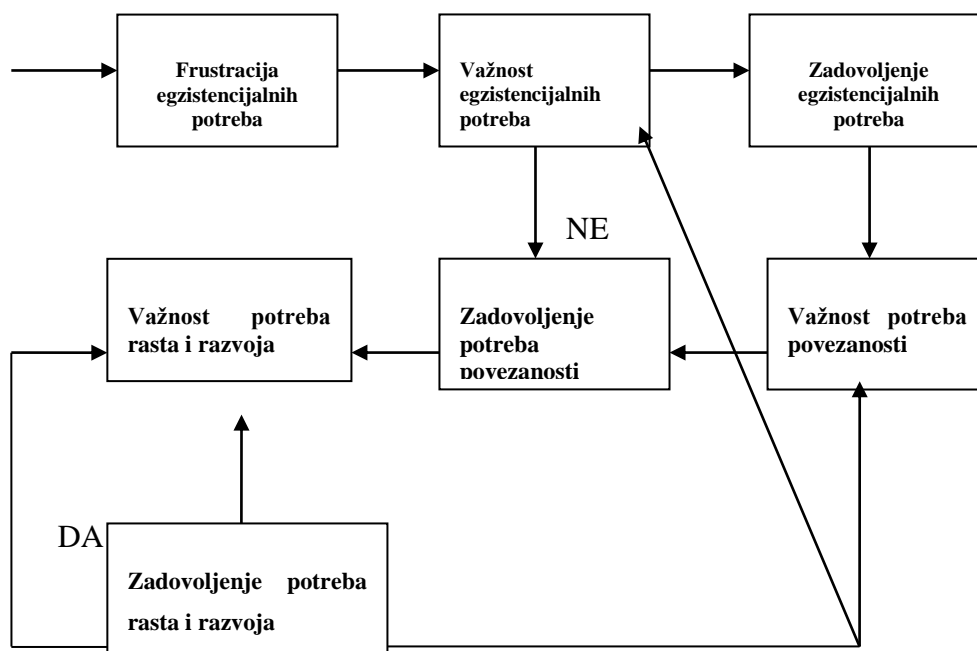 Frustracija
egzistencijalnih
potreba
Važnost
egzistencijalnih
potreba
Zadovoljenje
egzistencijalnih
potreba
NE
Važnost potreba
rasta i razvoja
Zadovoljenje
potreba
povezanosti
Važnost potreba
povezanosti
DA
Zadovoljenje potreba
rasta i razvoja